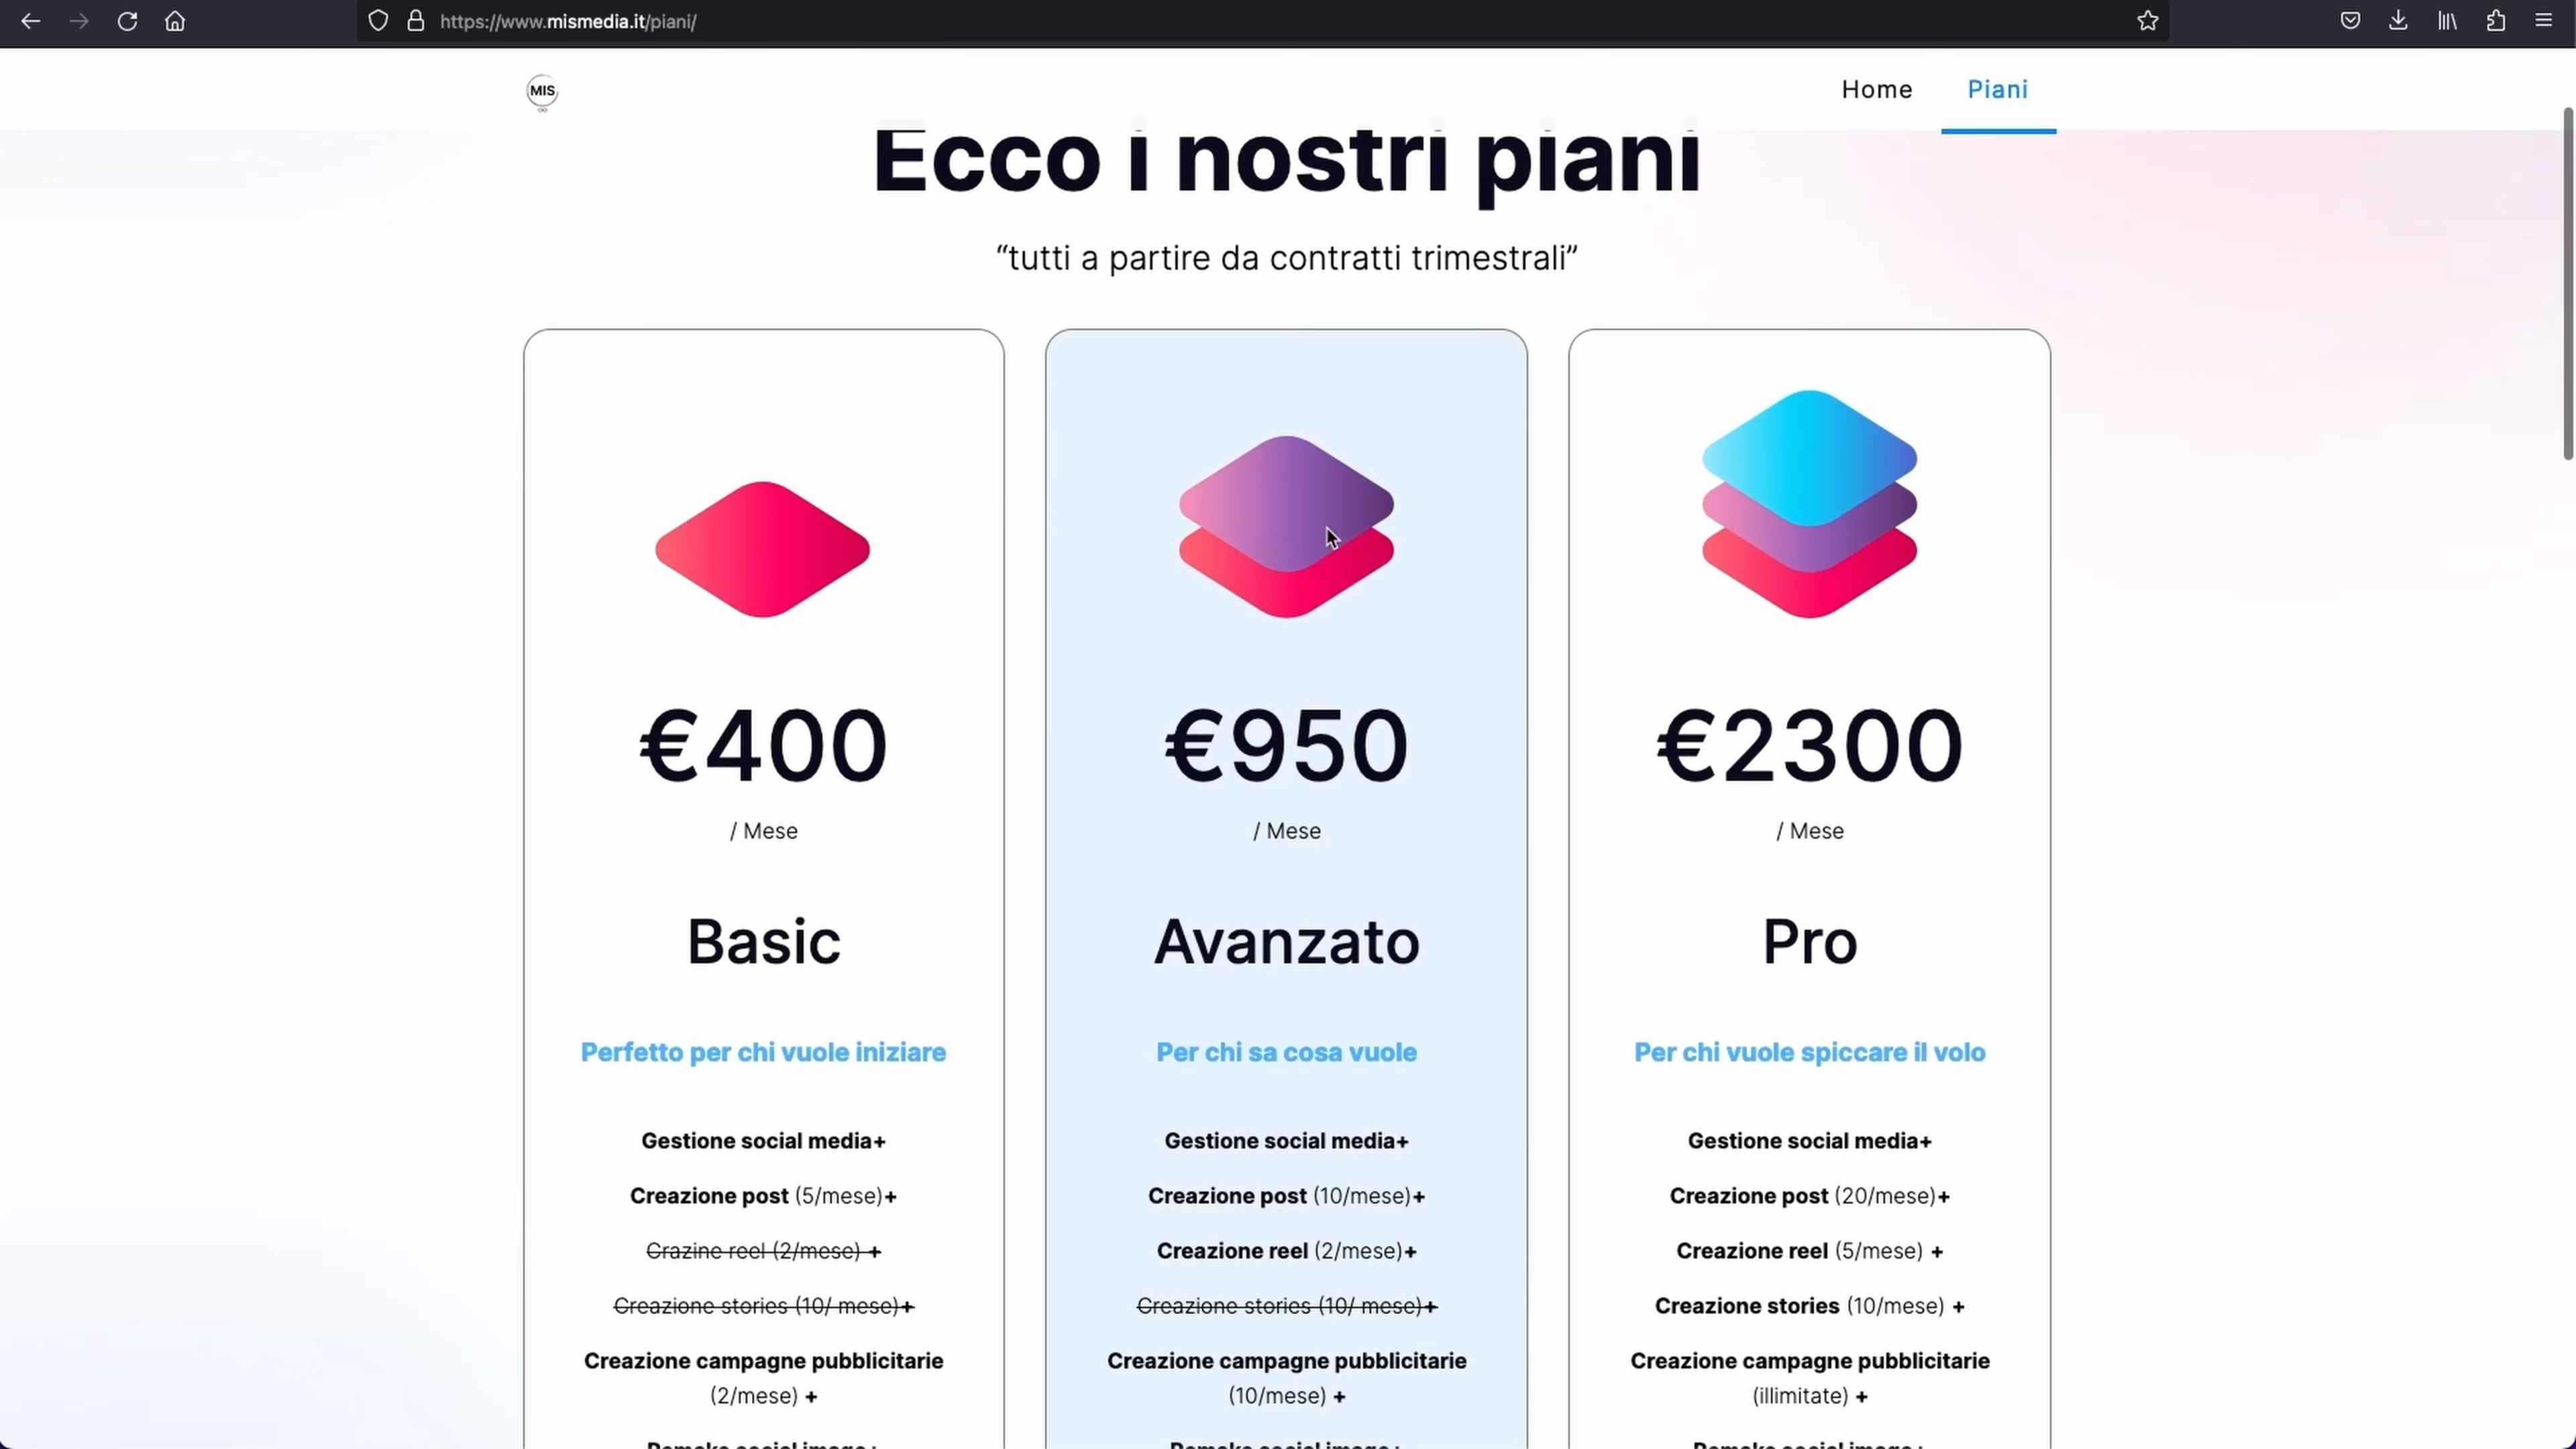 https://www.mismedia.it/piani/
MIS
Home
Piani
Ecco i nostri piani
“tutti a partire da contratti trimestrali”
€400
/ Mese
Basic
Perfetto per chi vuole iniziare
Gestione social media+
Creazione post (5/mese)+
Crazine reel (2/mese) +
Creazione stories (10/ mese)+
Creazione campagne pubblicitarie
(2/mese) +
€950
/ Mese
Avanzato
Per chi sa cosa vuole
Gestione social media+
Creazione post (10/mese)+
Creazione reel (2/mese)+
Creazione stories (10/ mese)+
Creazione campagne pubblicitarie
(10/mese) +
€2300
/ Mese
Pro
Per chi vuole spiccare il volo
Gestione social media+
Creazione post (20/mese)+
Creazione reel (5/mese) +
Creazione stories (10/mese) +
Creazione campagne pubblicitarie
(illimitate) +